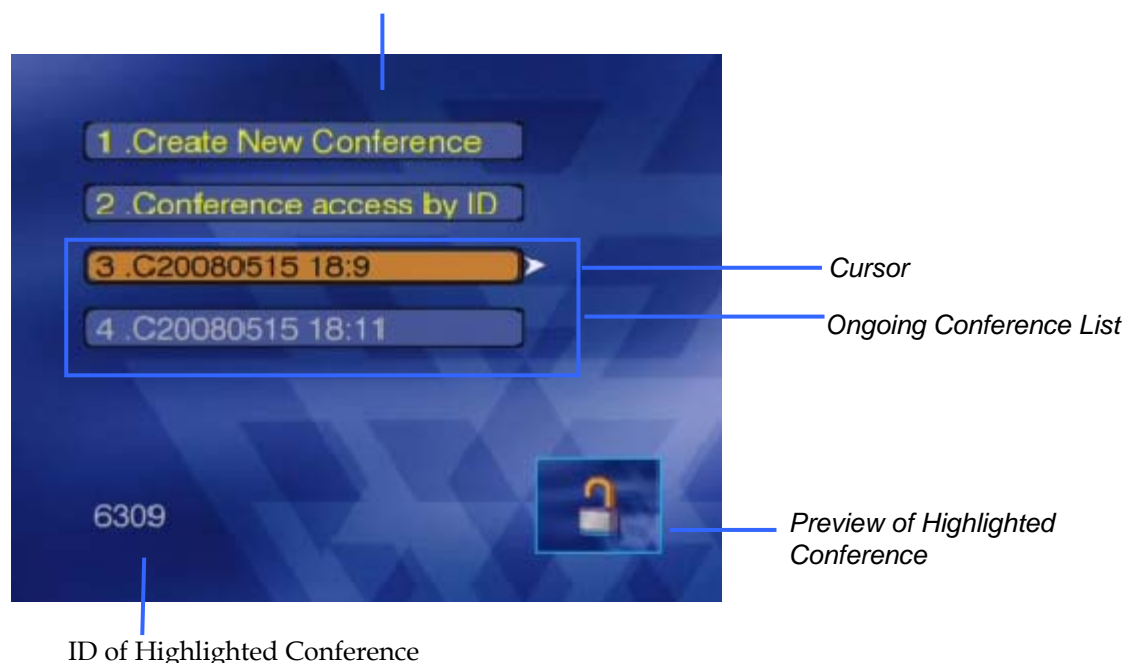 1 .Create New Conference
2 .Conference access by ID
3 .C20080515 18:9
Cursor
4 .C20080515 18:11
Ongoing Conference List
6309
Preview of Highlighted
Conference
ID of Highlighted Conference